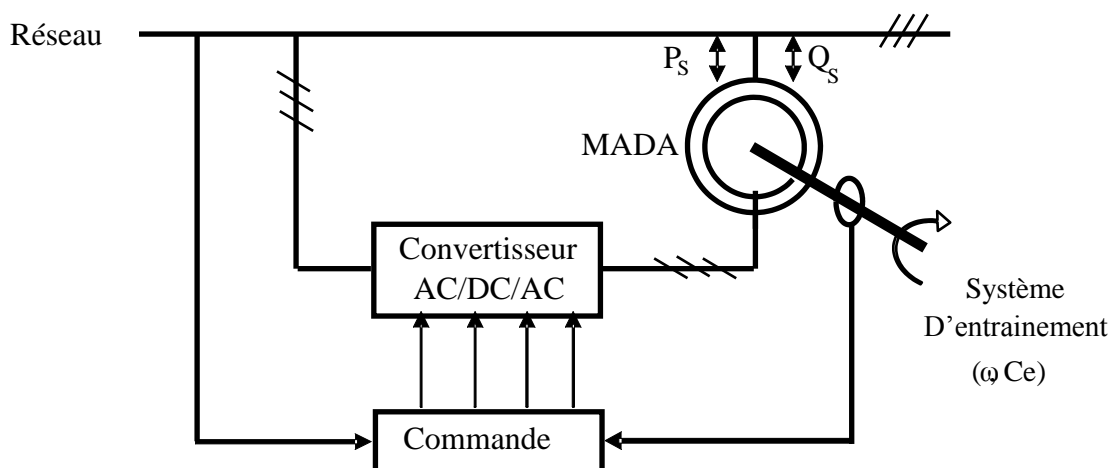 Réseau
P_S
Q_S
MADA
Convertisseur
AC/DC/AC
Système
D’entrainement
(ω, Ce)
Commande